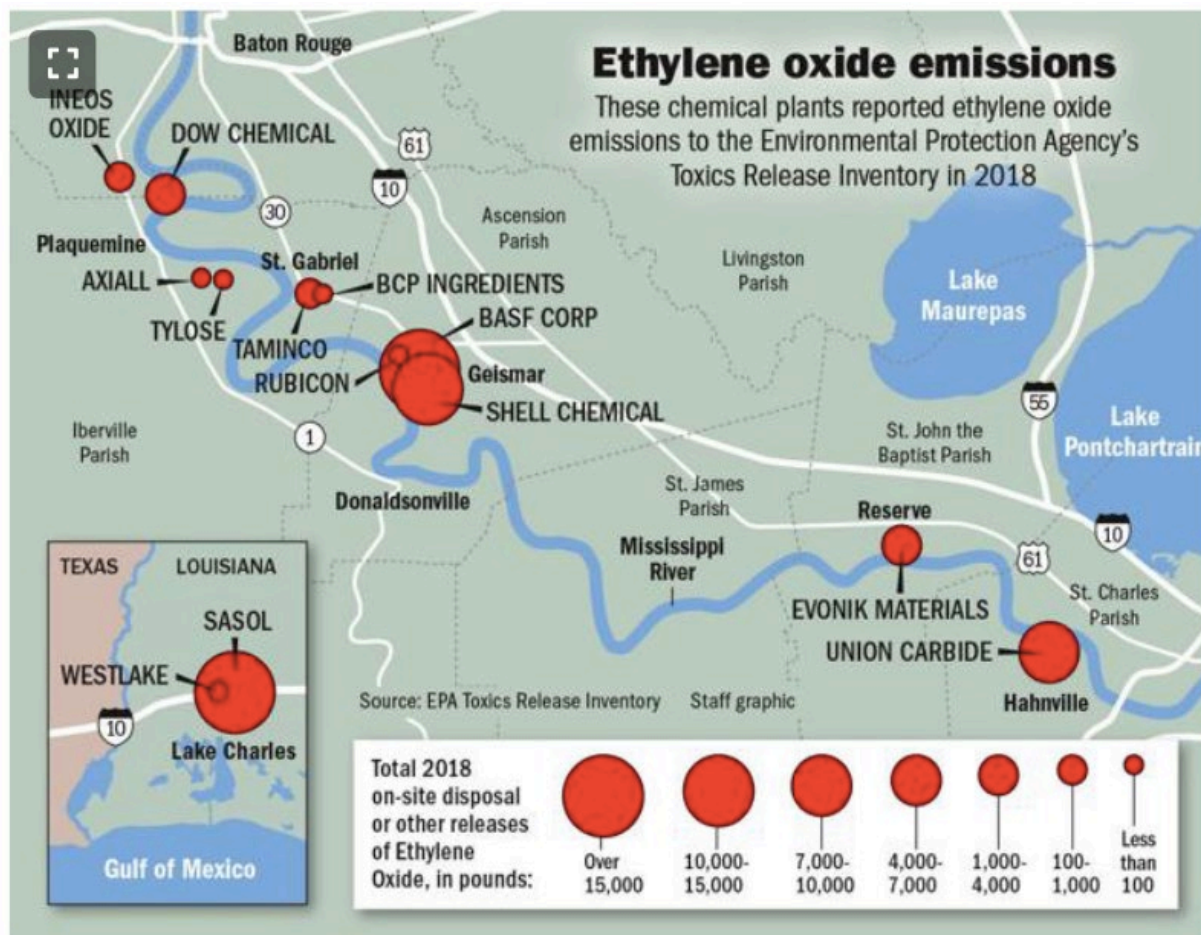 Ethylene oxide emissions
These chemical plants reported ethylene oxide
emissions to the Environmental Protection Agency's
Toxics Release Inventory in 2018
Baton Rouge
INEOS
OXIDE
DOW CHEMICAL
61
10
30
Ascension
Parish
Plaquemine
St. Gabriel
Livingston
Parish
Lake
Maurepas
AXIALL
BCP INGREDIENTS
TYLOSE
BASF CORP
TAMINCO
RUBICON
Geismar
SHELL CHEMICAL
55
Lake
Pontchartrain
Iberville
Parish
1
St. John the
Baptist Parish
Donaldsonville
St. James
Parish
Reserve
10
Mississippi
River
61
EVONIK MATERIALS
St. Charles
Parish
UNION CARBIDE
Hahnville
TEXAS
LOUISIANA
SASOL
WESTLAKE
10
Lake Charles
Gulf of Mexico
Source: EPA Toxics Release Inventory
Staff graphic
Total 2018
on-site disposal
or other releases
of Ethylene
Oxide, in pounds:
Over
15,000
10,000-
15,000
7,000-
10,000
4,000-
7,000
1,000-
4,000
100-
1,000
Less
than
100